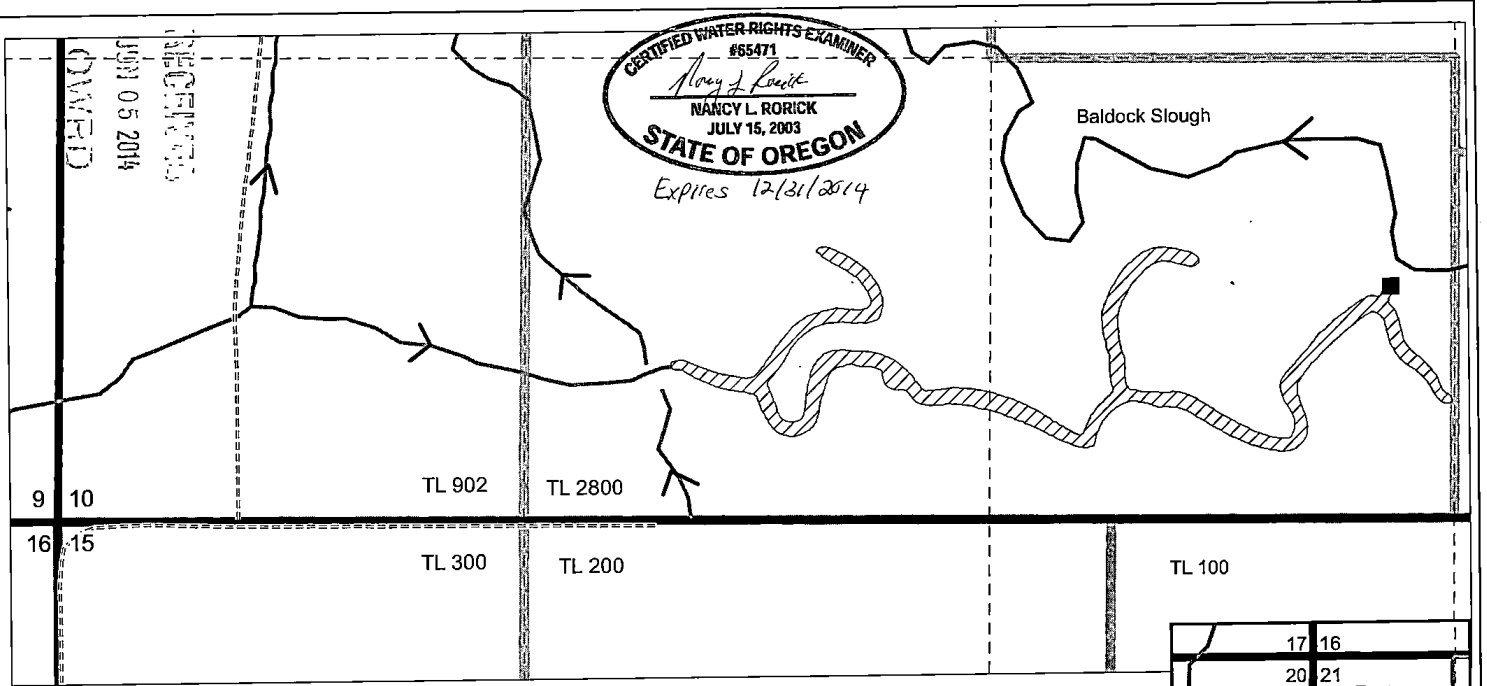 RECEIVED
JUN 05 2014
OWRD
CERTIFIED WATER RIGHTS EXAMINER
#65471
NANCY L. RORICK
JULY 15, 2003
STATE OF OREGON
Expires 12/31/2014
Baldock Slough
TL 902
TL 2800
9 10
16 15
TL 300
TL 200
TL 100
17 16
20 21